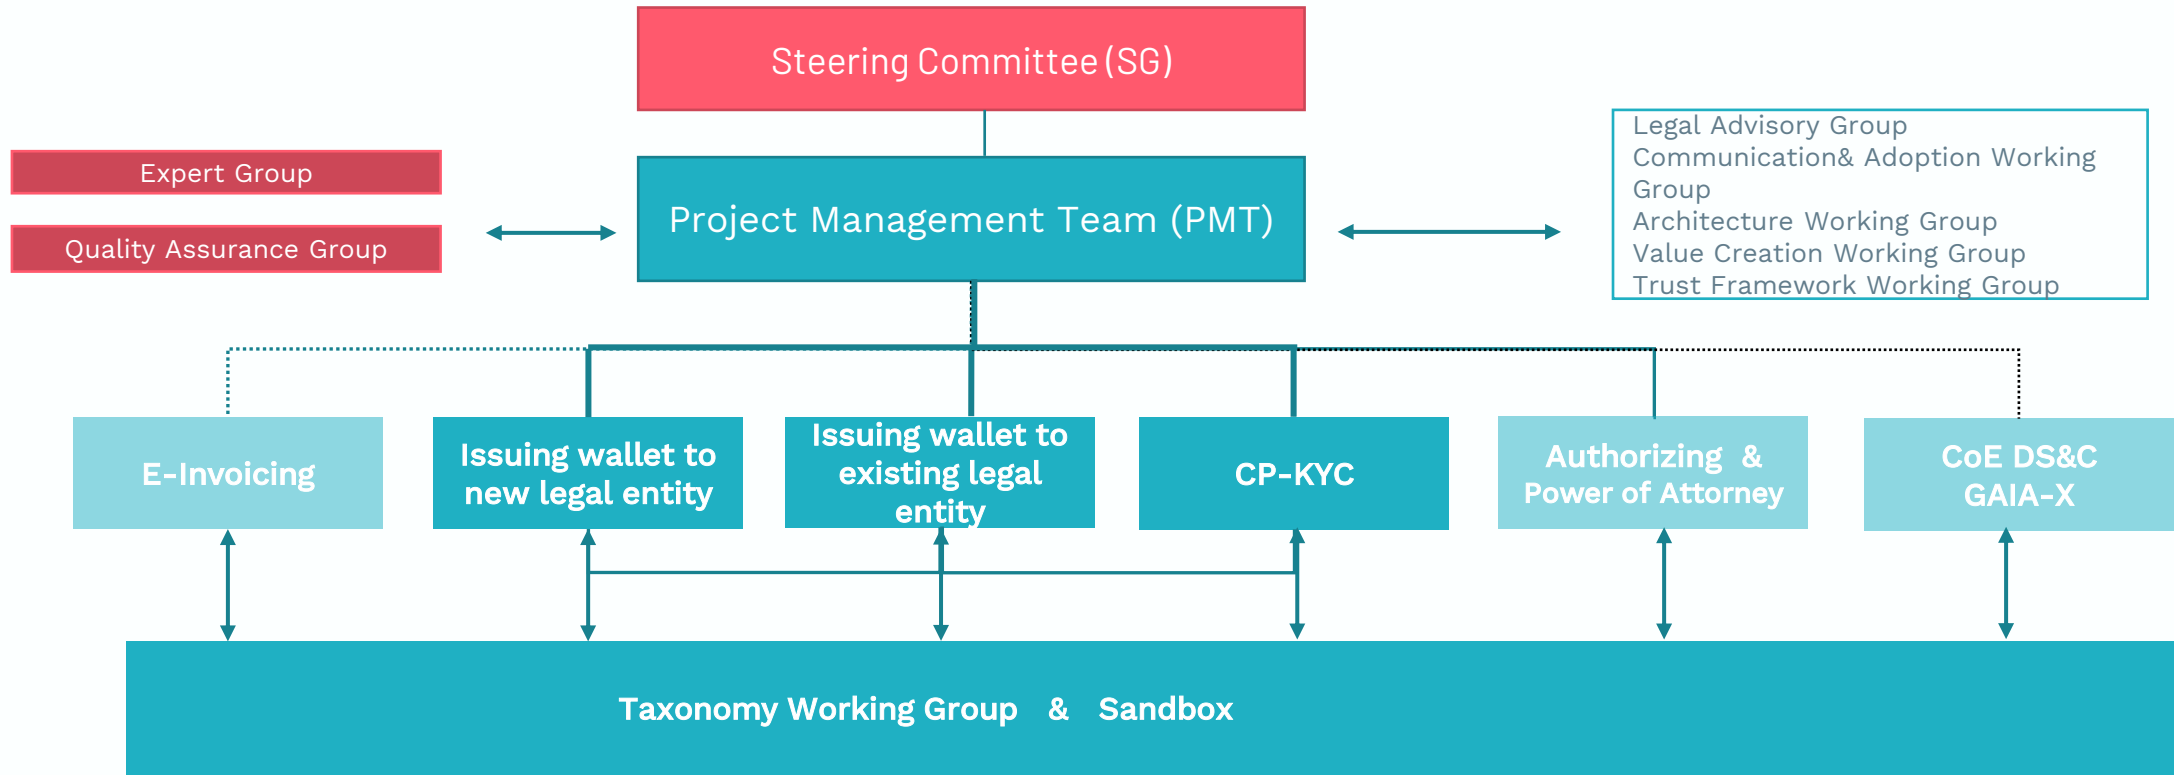 Steering Committee (SG)
Expert Group
Quality Assurance Group
Project Management Team (PMT)
Legal Advisory Group
Communication& Adoption Working
Group
Architecture Working Group
Value Creation Working Group
Trust Framework Working Group
E-Invoicing
Issuing wallet to
new legal entity
Issuing wallet to
existing legal
entity
CP-KYC
Authorizing &
Power of Attorney
CoE DS&C
GAIA-X
Taxonomy Working Group & Sandbox